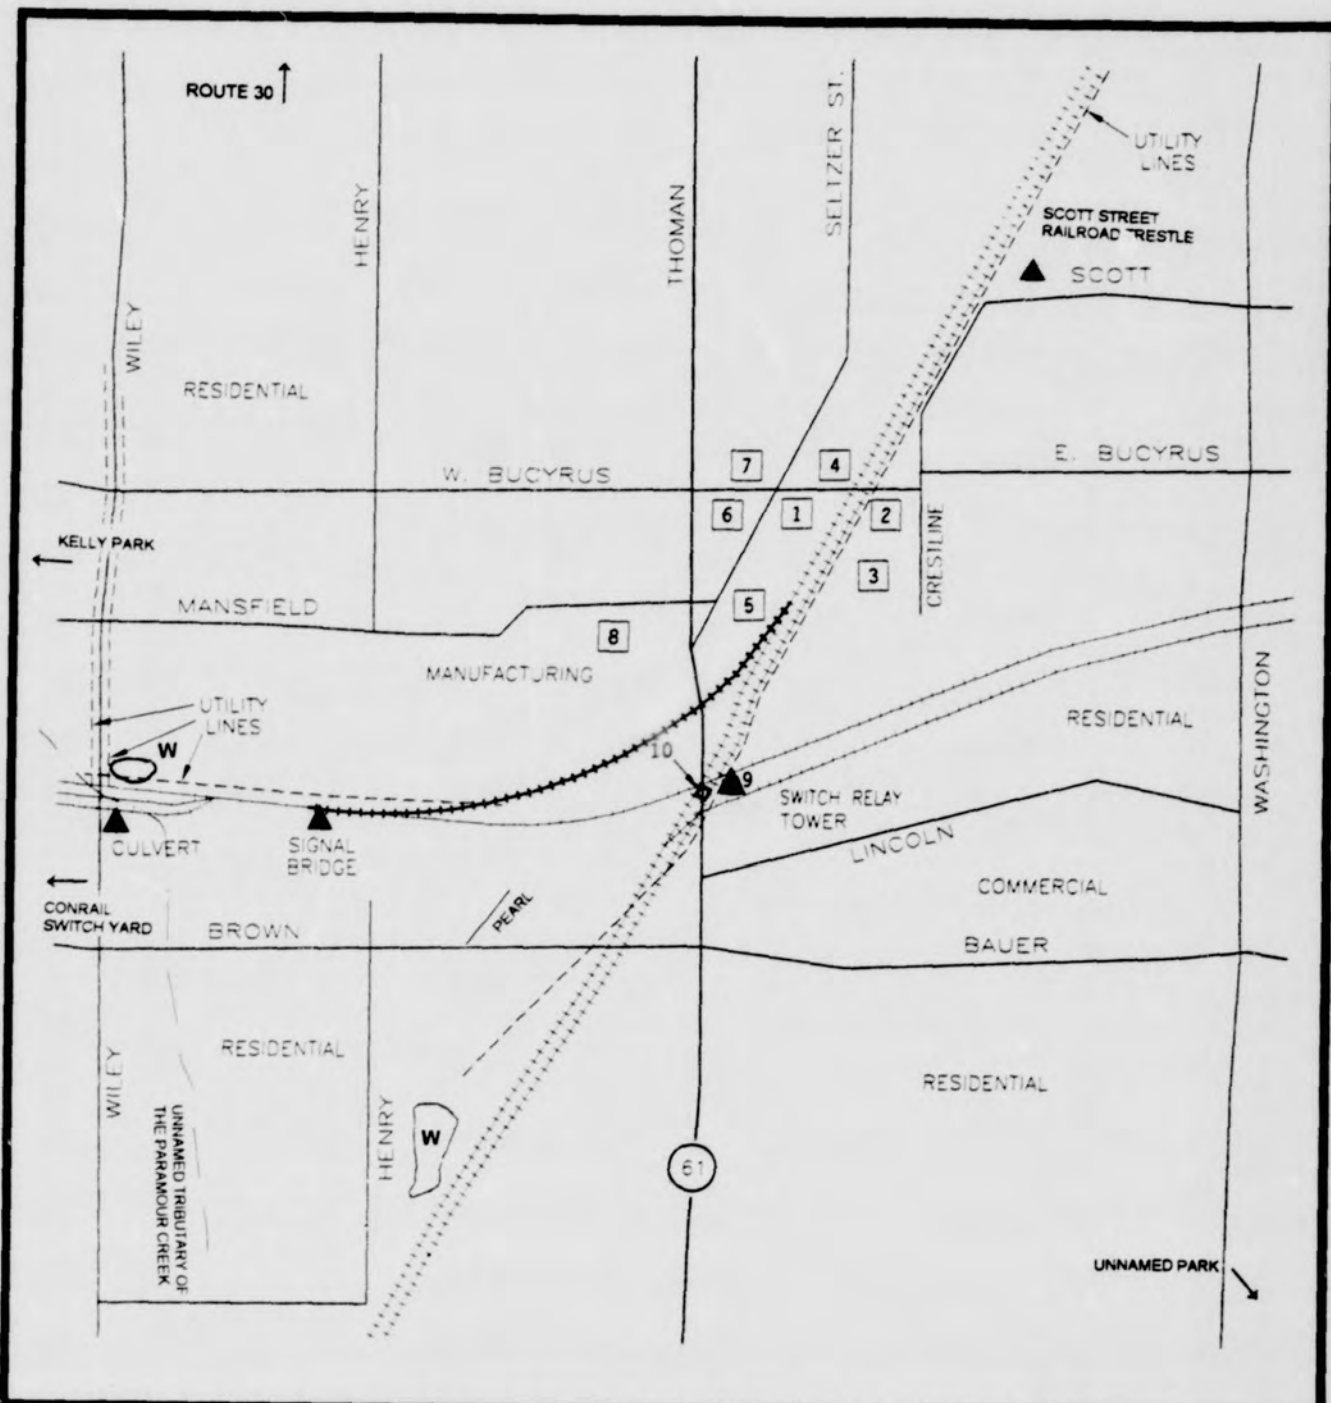 ROUTE 30
UTILITY
LINES
SELTZER ST.
HENRY
THOMAN
SCOTT STREET
RAILROAD TRESTLE
SCOTT
WILEY
RESIDENTIAL
W. BUCYRUS
7
4
E. BUCYRUS
6
1
2
CRESTLINE
KELLY PARK
3
MANSFIELD
5
8
MANUFACTURING
UTILITY
LINES
W
RESIDENTIAL
WASHINGTON
10
9
SWITCH RELAY
TOWER
CULVERT
SIGNAL
BRIDGE
LINCOLN
COMMERCIAL
CONRAIL
SWITCH YARD
BROWN
PEARL
BAUER
RESIDENTIAL
WILEY
RESIDENTIAL
UNNAMED TRIBUTARY OF
THE PARAMOUR CREEK
HENRY
W
61
UNNAMED PARK